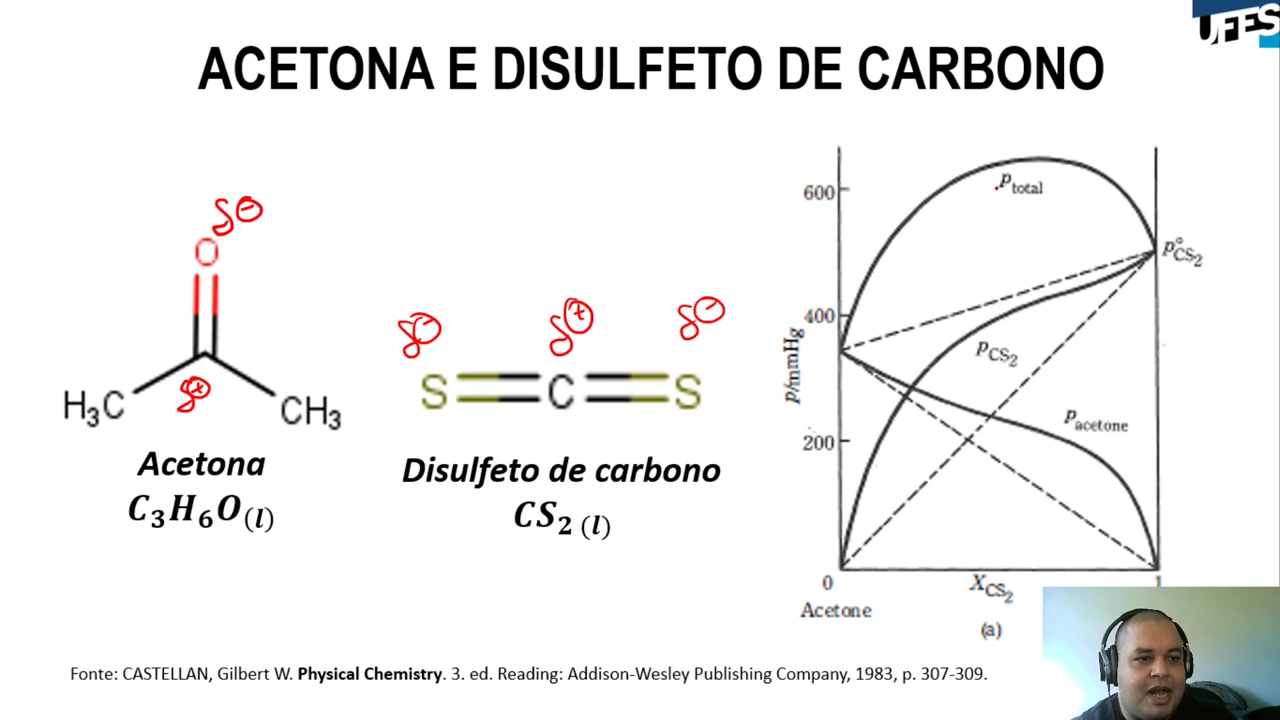 UFES
ACETONA E DISULFETO DE CARBONO
δ⊖
O
δ⊕
H₃C
CH₃
Acetona
C₃H₆O(l)
δ⊖ δ⊕ δ⊖
S C S
Disulfeto de carbono
CS₂ (l)
600
400
200
p/mmHg
Ptotal
p°CS₂
PCS₂
Pacetone
0 XCS₂ 1
Acetone
(a)
Fonte: CASTELLAN, Gilbert W. Physical Chemistry. 3. ed. Reading: Addison-Wesley Publishing Company, 1983, p. 307-309.